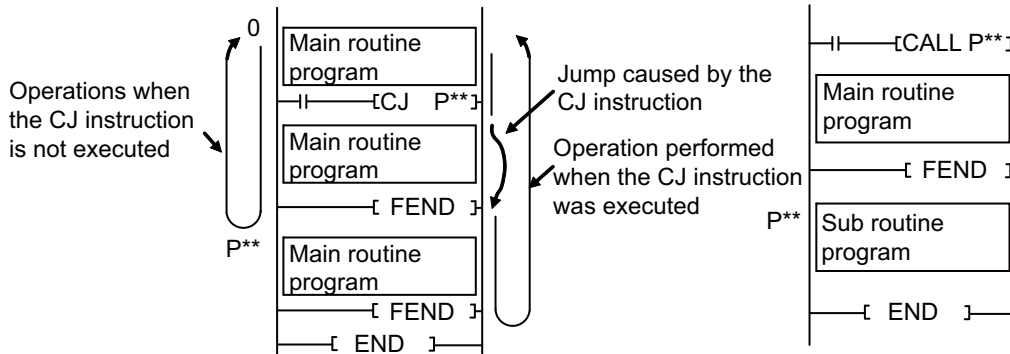 0
Operations when
the CJ instruction
is not executed
P**
Main routine
program
CJ P**
Main routine
program
FEND
Main routine
program
FEND
END
Jump caused by the
CJ instruction
Operation performed
when the CJ instruction
was executed
CALL P**
Main routine
program
FEND
P**
Sub routine
program
END